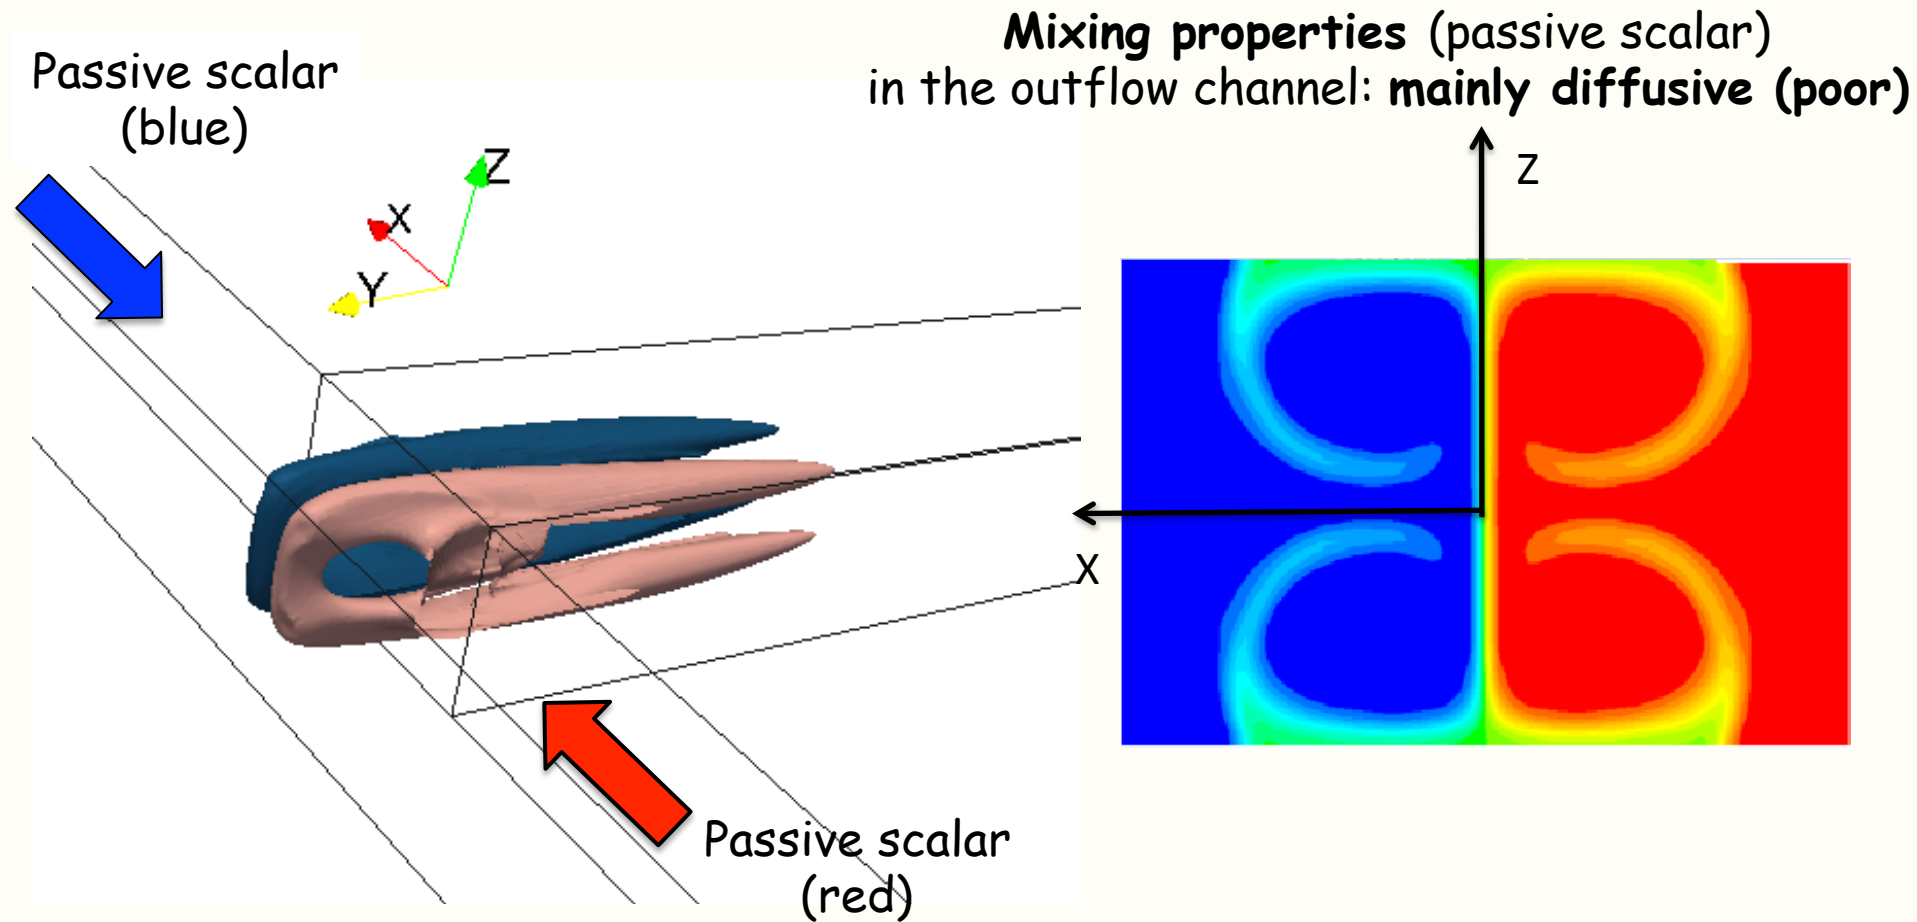 Mixing properties (passive scalar)
in the outflow channel: mainly diffusive (poor)
Passive scalar
(blue)
Z
X
Y
Z
X
Passive scalar
(red)